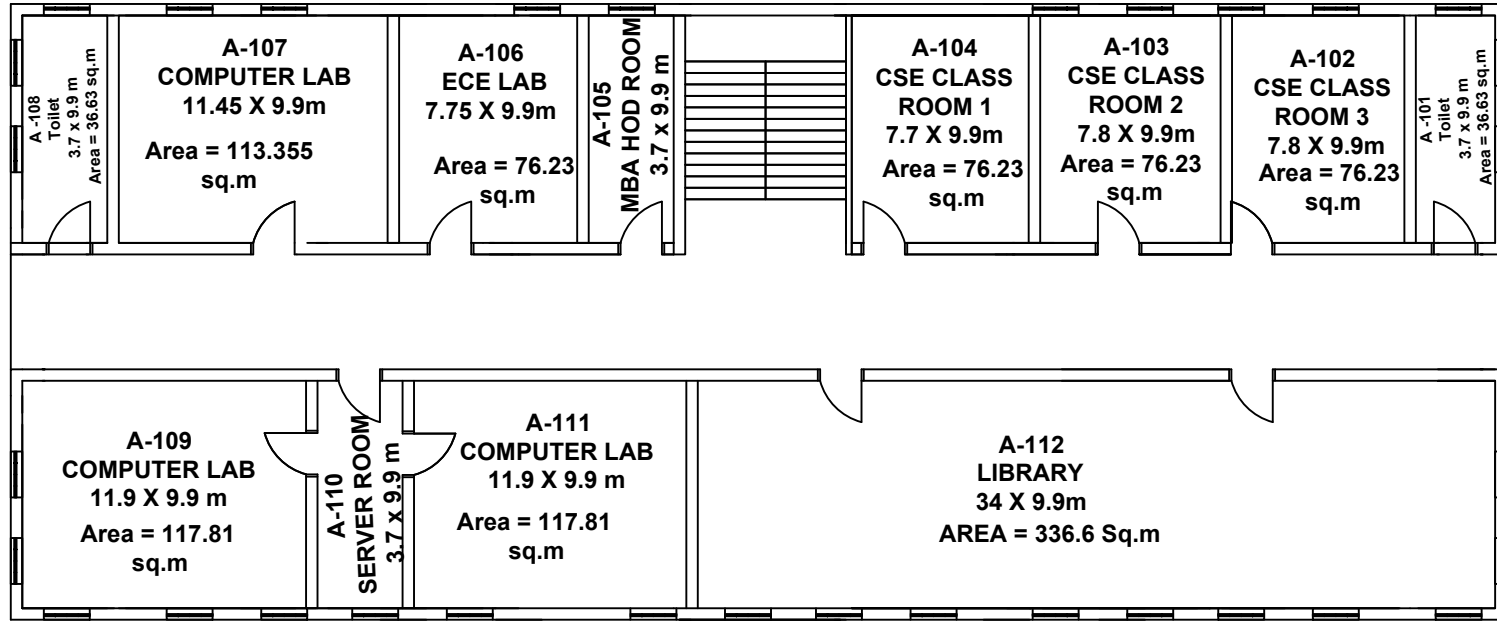 A -108
Toilet
3.7 x 9.9 m
Area = 36.63 sq.m
A-107
COMPUTER LAB
11.45 X 9.9m
Area = 113.355
sq.m
A-106
ECE LAB
7.75 X 9.9m
Area = 76.23
sq.m
A-105
MBA HOD ROOM
3.7 x 9.9 m
A-104
CSE CLASS
ROOM 1
7.7 X 9.9m
Area = 76.23
sq.m
A-103
CSE CLASS
ROOM 2
7.8 X 9.9m
Area = 76.23
sq.m
A-102
CSE CLASS
ROOM 3
7.8 X 9.9m
Area = 76.23
sq.m
A -101
Toilet
3.7 x 9.9 m
Area = 36.63 sq.m
A-109
COMPUTER LAB
11.9 X 9.9 m
Area = 117.81
sq.m
A-110
SERVER ROOM
3.7 x 9.9 m
A-111
COMPUTER LAB
11.9 X 9.9 m
Area = 117.81
sq.m
A-112
LIBRARY
34 X 9.9m
AREA = 336.6 Sq.m